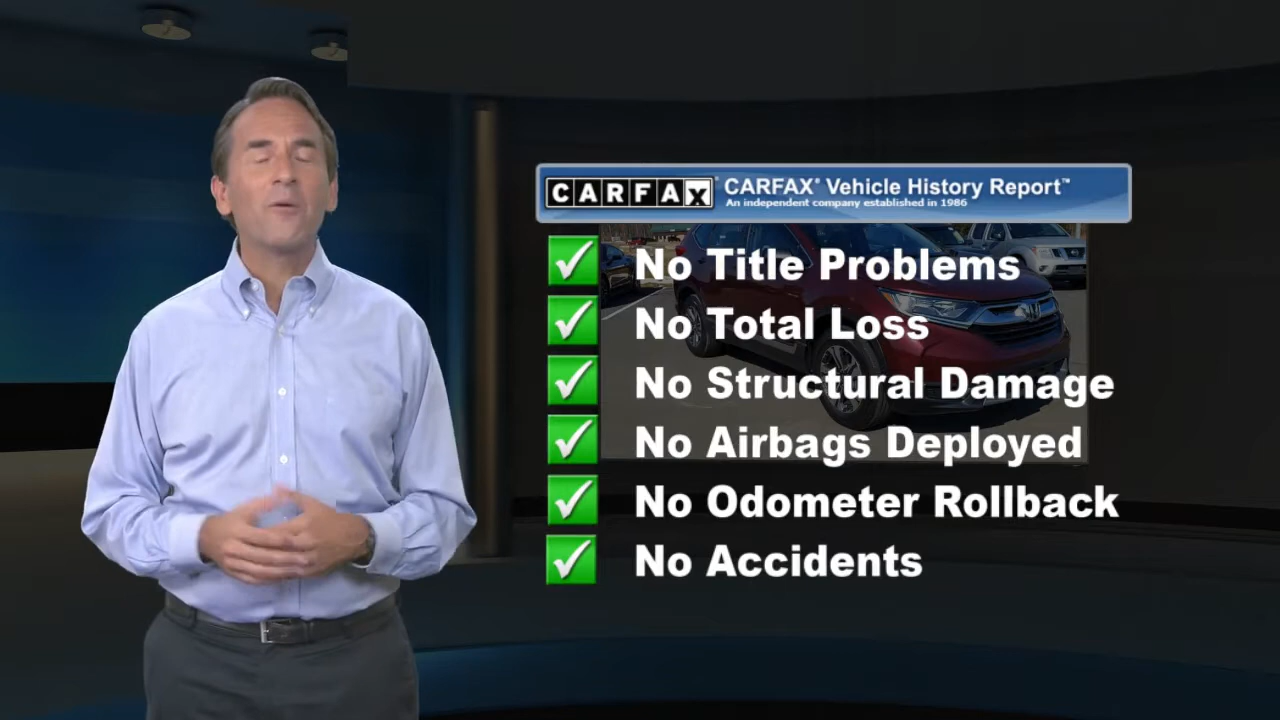 CARFAX® CARFAX® Vehicle History Report™
An independent company established in 1986
No Title Problems
No Total Loss
No Structural Damage
No Airbags Deployed
No Odometer Rollback
No Accidents